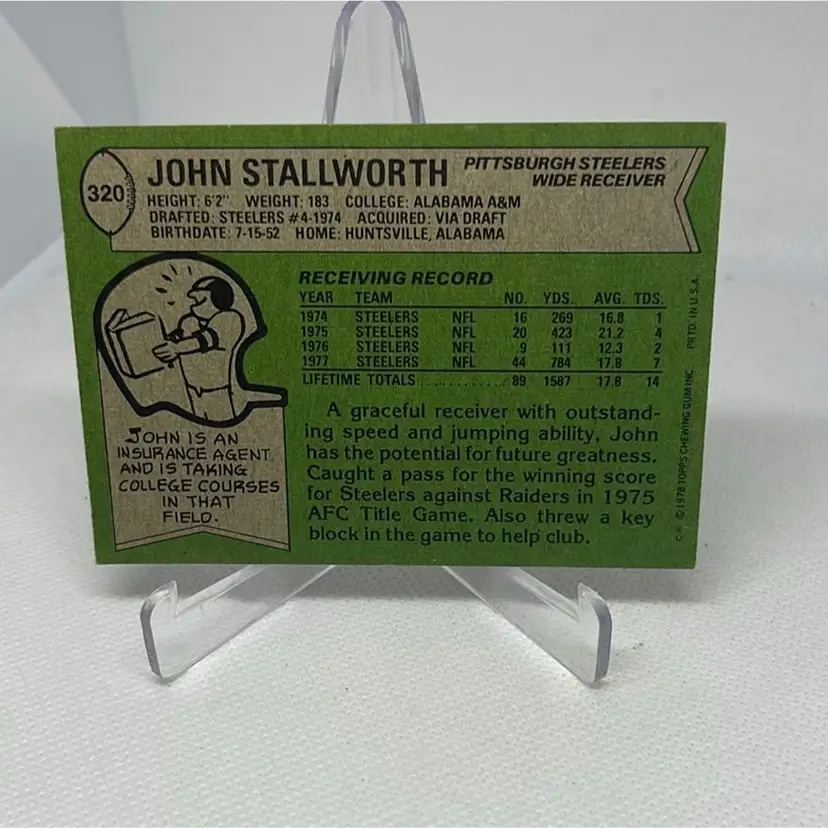 320
JOHN STALLWORTH
PITTSBURGH STEELERS
WIDE RECEIVER
HEIGHT: 6'2" WEIGHT: 183 COLLEGE: ALABAMA A&M
DRAFTED: STEELERS #4-1974 ACQUIRED: VIA DRAFT
BIRTHDATE: 7-15-52 HOME: HUNTSVILLE, ALABAMA
RECEIVING RECORD
YEAR TEAM NO. YDS. AVG. TDS.
1974 STEELERS NFL 16 269 16.8 1
1975 STEELERS NFL 20 423 21.2 4
1976 STEELERS NFL 9 111 12.3 2
1977 STEELERS NFL 44 784 17.8 7
LIFETIME TOTALS............ 89 1587 17.8 14
A graceful receiver with outstand-
ing speed and jumping ability, John
has the potential for future greatness.
Caught a pass for the winning score
for Steelers against Raiders in 1975
AFC Title Game. Also threw a key
block in the game to help club.
JOHN IS AN
INSURANCE AGENT
AND IS TAKING
COLLEGE COURSES
IN THAT
FIELD.
C* © 1978 TOPPS CHEWING GUM INC. PRTD. IN U.S.A.